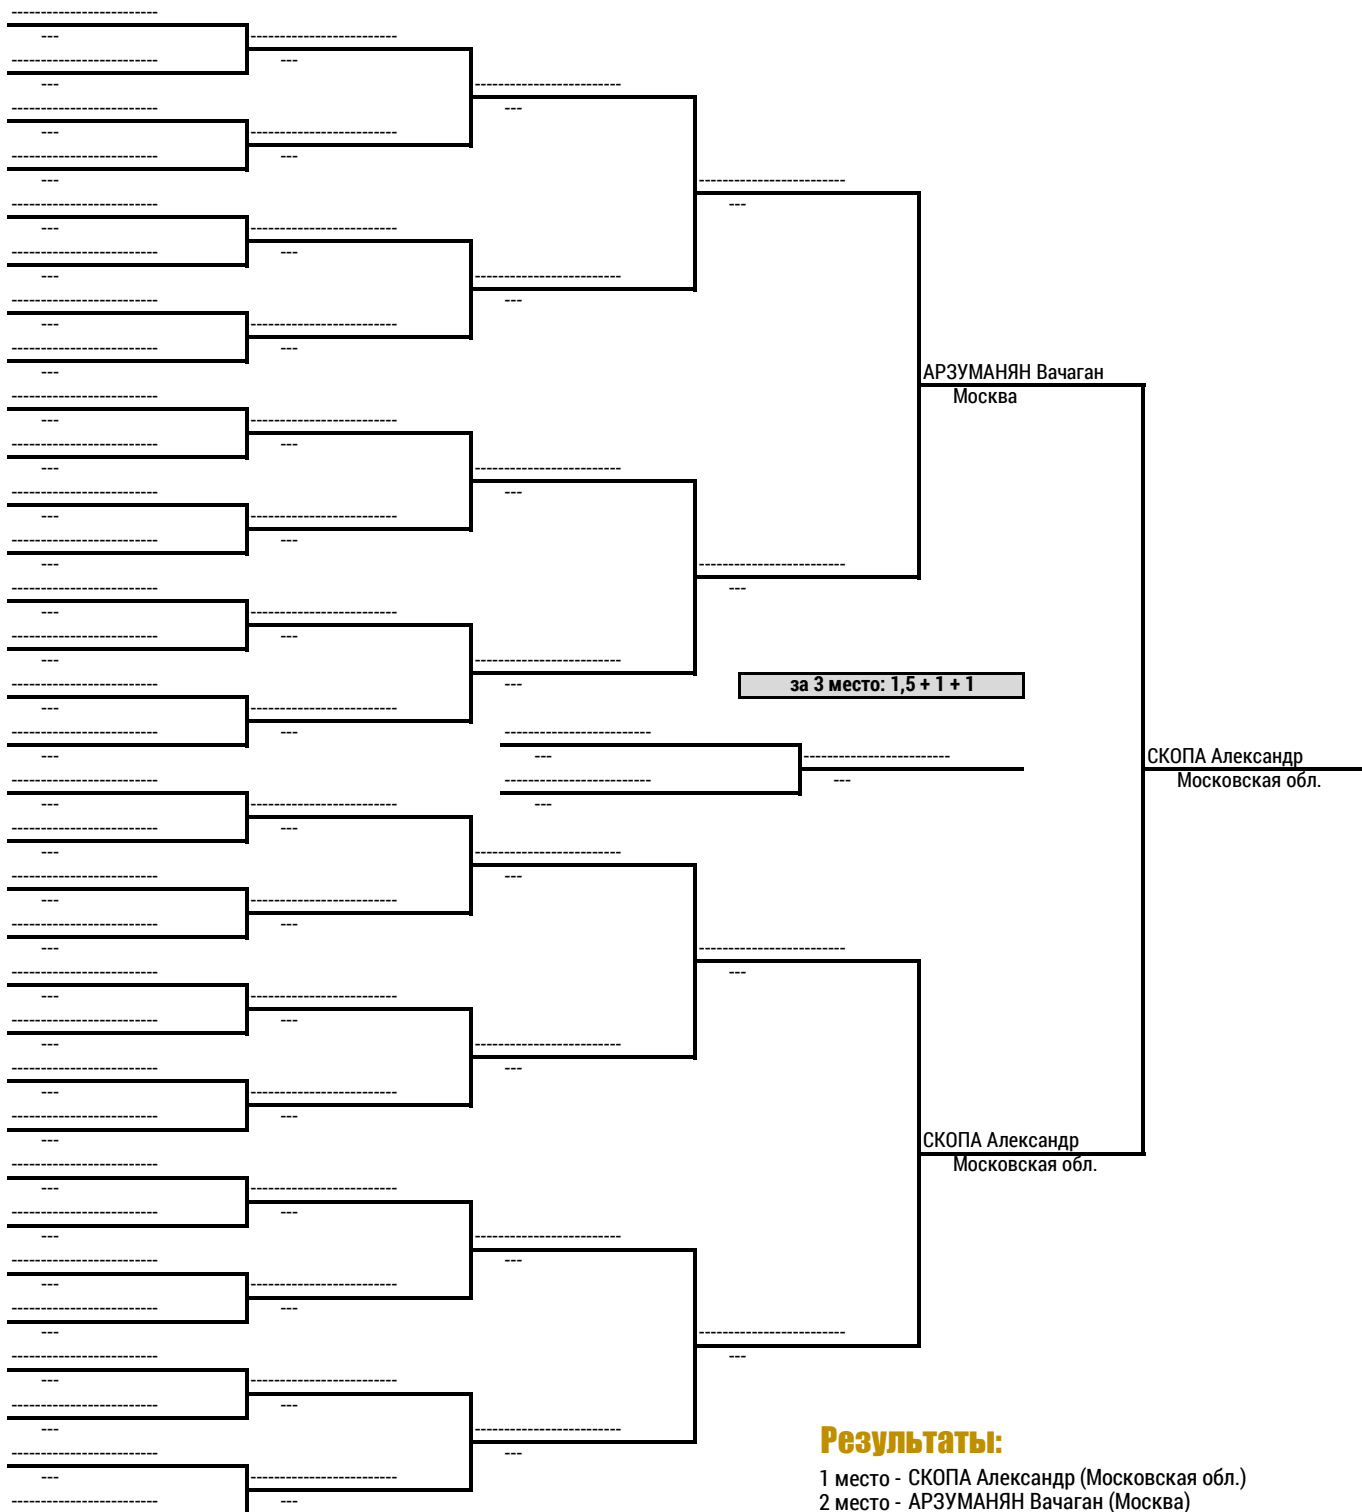 АРЗУМАНЯН Вачаган
Москва
за 3 место: 1,5 + 1 + 1
СКОПА Александр
Московская обл.
СКОПА Александр
Московская обл.
Результаты:
1 место - СКОПА Александр (Московская обл.)
2 место - АРЗУМАНЯН Вачаган (Москва)